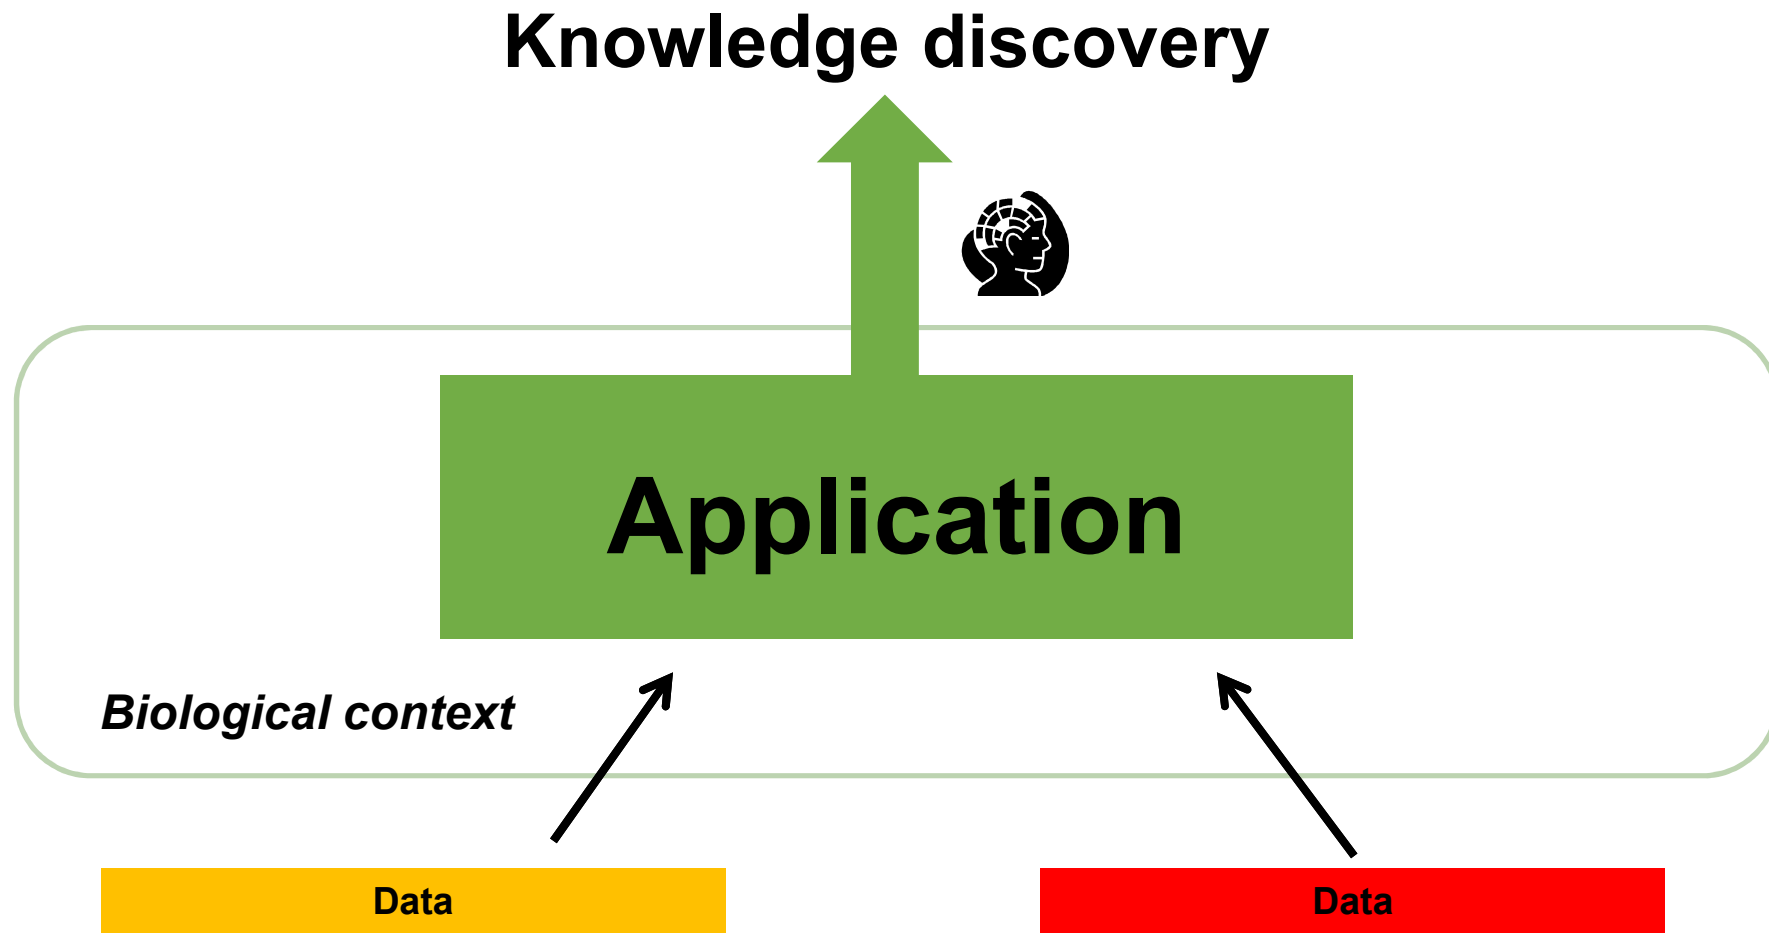 Knowledge discovery
Application
Biological context
Data
Data